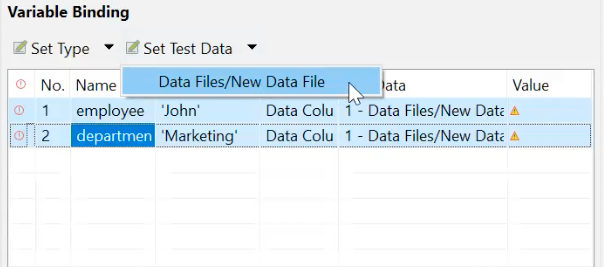 Variable Binding
Set Type Set Test Data
Data Files/New Data File
No. Name Data Value
1 employee 'John' Data Colu 1 - Data Files/New Data
2 departmen 'Marketing' Data Colu 1 - Data Files/New Data